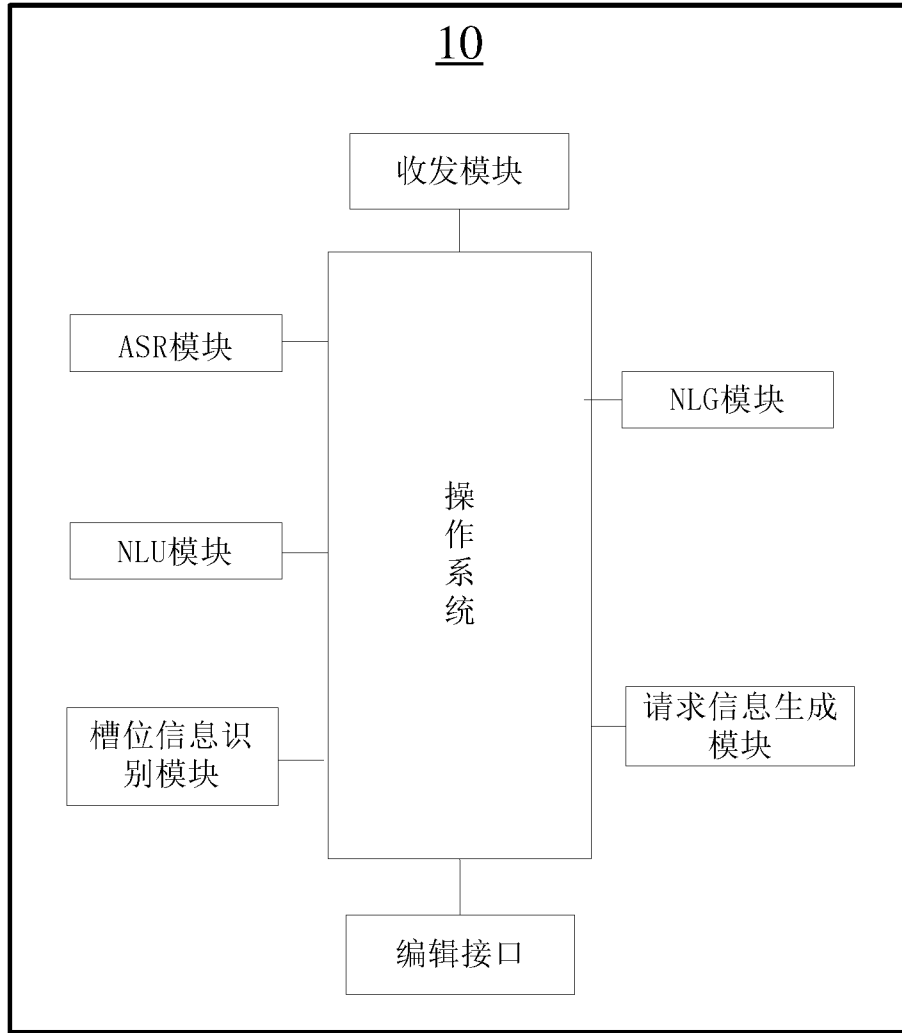 10
收发模块
ASR模块
NLG模块
操
作
系
统
NLU模块
槽位信息识
别模块
请求信息生成
模块
编辑接口